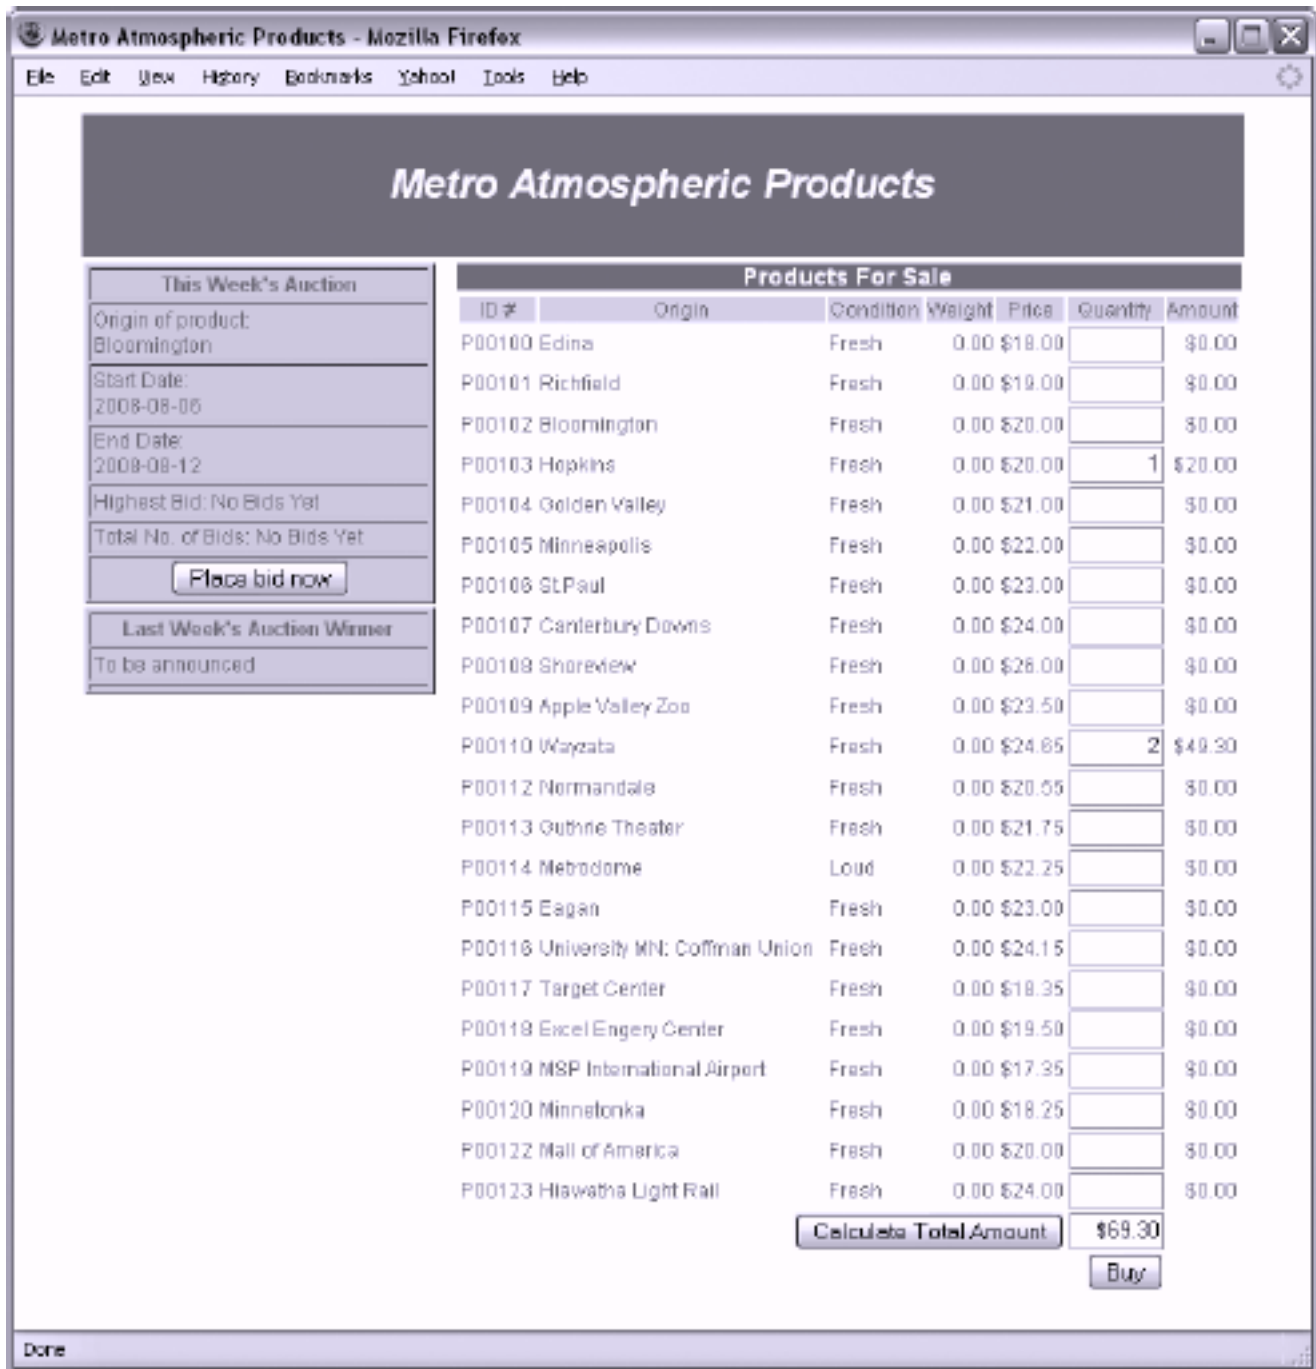 Metro Atmospheric Products - Mozilla Firefox
File Edit View History Bookmarks Yahoo! Tools Help
Metro Atmospheric Products
This Week's Auction
Origin of product:
Bloomington
Start Date:
2008-08-06
End Date:
2008-08-12
Highest Bid: No Bids Yet
Total No. of Bids: No Bids Yet
Place bid now
Last Week's Auction Winner
To be announced
Products For Sale
ID # Origin Condition Weight Price Quantity Amount
P00100 Edina Fresh 0.00 $18.00 $0.00
P00101 Richfield Fresh 0.00 $19.00 $0.00
P00102 Bloomington Fresh 0.00 $20.00 $0.00
P00103 Hopkins Fresh 0.00 $20.00 1 $20.00
P00104 Golden Valley Fresh 0.00 $21.00 $0.00
P00105 Minneapolis Fresh 0.00 $22.00 $0.00
P00106 St.Paul Fresh 0.00 $23.00 $0.00
P00107 Canterbury Downs Fresh 0.00 $24.00 $0.00
P00108 Shoreview Fresh 0.00 $0.00
P00109 Apple Valley Zoo Fresh 0.00 $23.50 $0.00
P00110 Wayzata Fresh 0.00 $24.65 2 $49.30
P00112 Normandale Fresh 0.00 $20.55 $0.00
P00113 Guthrie Theater Fresh 0.00 $21.75 $0.00
P00114 Metrodome Loud 0.00 $22.25 $0.00
P00115 Eagan Fresh 0.00 $23.00 $0.00
P00116 University MN: Coffman Union Fresh 0.00 $24.15 $0.00
P00117 Target Center Fresh 0.00 $18.35 $0.00
P00118 Excel Engery Center Fresh 0.00 $19.50 $0.00
P00119 MSP International Airport Fresh 0.00 $17.35 $0.00
P00120 Minnetonka Fresh 0.00 $18.25 $0.00
P00122 Mall of America Fresh 0.00 $20.00 $0.00
P00123 Hiawatha Light Rail Fresh 0.00 $24.00 $0.00
Calculate Total Amount $69.30
Buy
Done